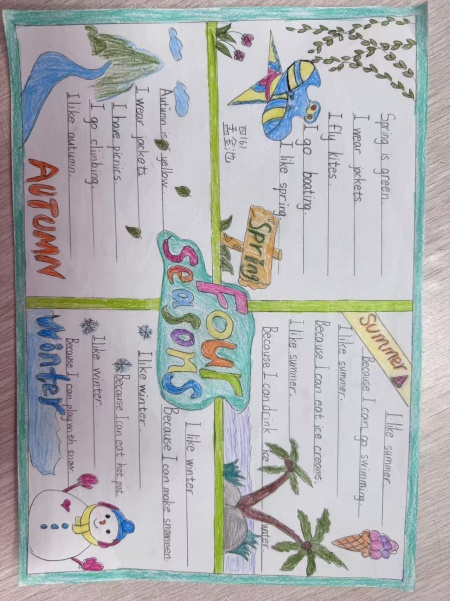 Spring is green.
I wear jackets.
I fly kites.
I go boating.
I like spring.
Spring
Summer
I like summer.
Because I can go swimming.
I like summer.
Because I can eat ice creams.
I like summer.
Because I can drink ice water.
Four
Seasons
Autumn is yellow.
I wear jackets.
I have picnics.
I go climbing.
I like autumn.
AUTUMN
I like winter.
Because I can make snowmen
I like winter.
Because I can eat hot pot.
I like winter.
Because I can play with snow.
Winter